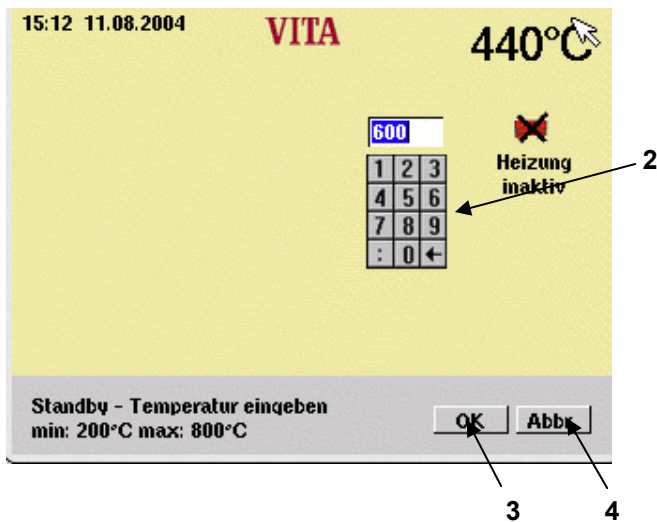 15:12 11.08.2004 VITA 440°C
600
1 2 3
4 5 6
7 8 9
: 0 ←
Heizung
inaktiv
2
Standby - Temperatur eingeben
min: 200°C max: 800°C
OK Abbr.
3 4